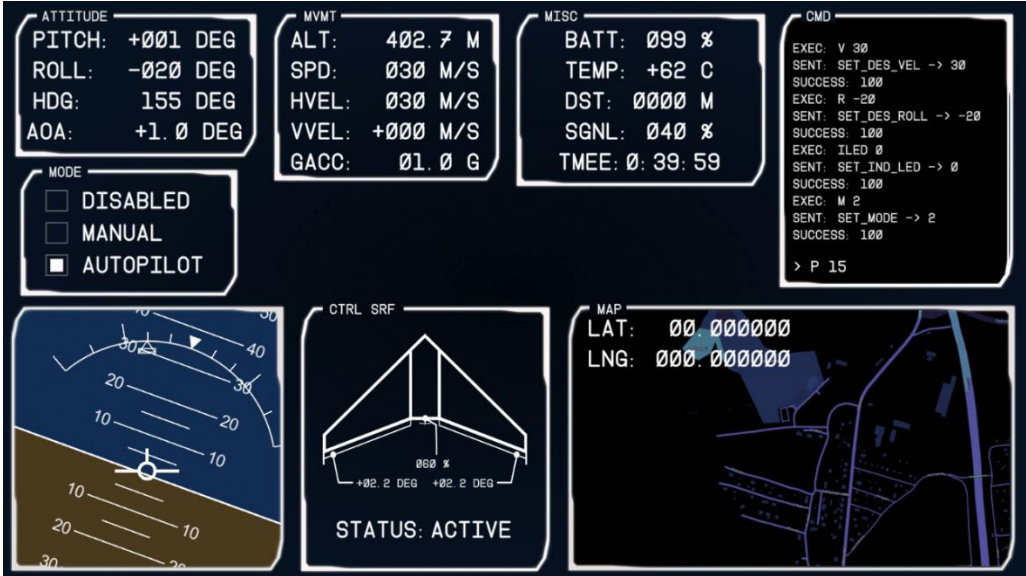 ATTITUDE
PITCH: +001 DEG
ROLL: -020 DEG
HDG: 155 DEG
AOA: +1.0 DEG
MVMT
ALT: 402.7 M
SPD: 030 M/S
HVEL: 030 M/S
VVEL: +000 M/S
GACC: 01.0 G
MISC
BATT: 099 %
TEMP: +62 C
DST: 0000 M
SGNL: 040 %
TMEE: 0:39:59
CMD
EXEC: V 30
SENT: SET_DES_VEL -> 30
SUCCESS: 100
EXEC: R -20
SENT: SET_DES_ROLL -> -20
SUCCESS: 100
EXEC: ILED 0
SENT: SET_IND_LED -> 0
SUCCESS: 100
EXEC: M 2
SENT: SET_MODE -> 2
SUCCESS: 100
> P 15
MODE
DISABLED
MANUAL
AUTOPILOT
40
50
30
40
30
20
20
10
10
10
10
20
20
30
CTRL SRF
060 %
+02.2 DEG +02.2 DEG
STATUS: ACTIVE
MAP
LAT: 00.000000
LNG: 000.000000